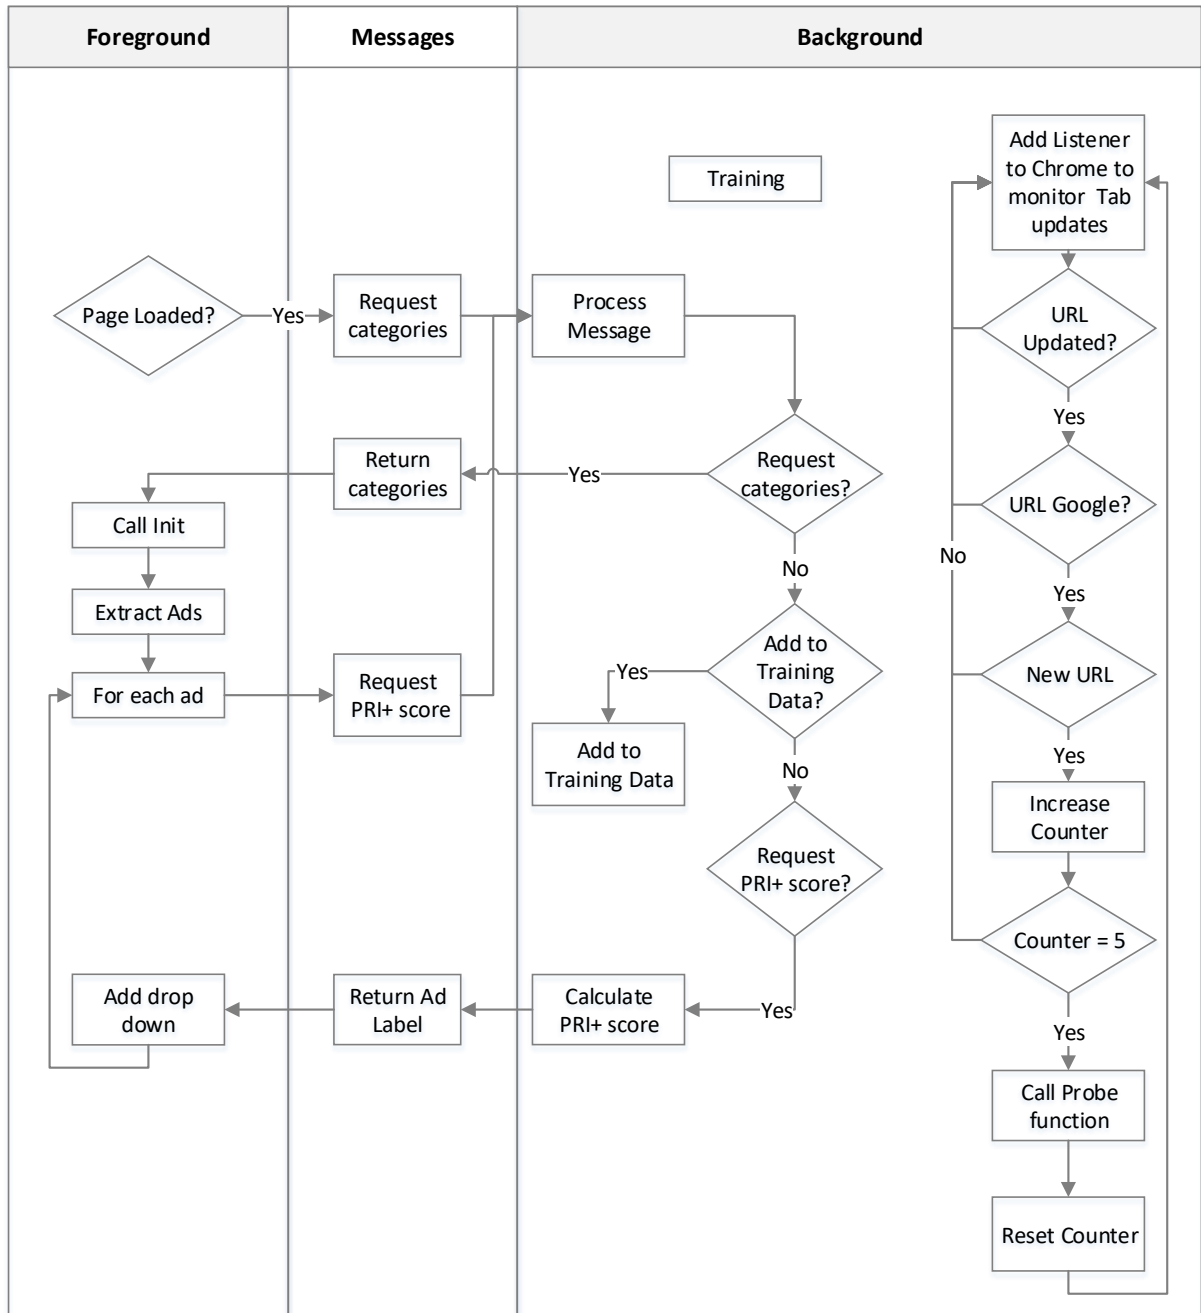 Foreground
Messages
Background
Training
Add Listener
to Chrome to
monitor Tab
updates
Page Loaded?
Yes
Request
categories
Process
Message
URL
Updated?
Yes
Return
categories
Yes
Request
categories?
URL Google?
Call Init
No
No
Yes
Extract Ads
Add to
Training
Data?
Yes
For each ad
Request
PRI+ score
New URL
Add to
Training Data
No
Yes
Increase
Counter
Request
PRI+ score?
Counter = 5
Add drop
down
Return Ad
Label
Calculate
PRI+ score
Yes
Yes
Call Probe
function
Reset Counter